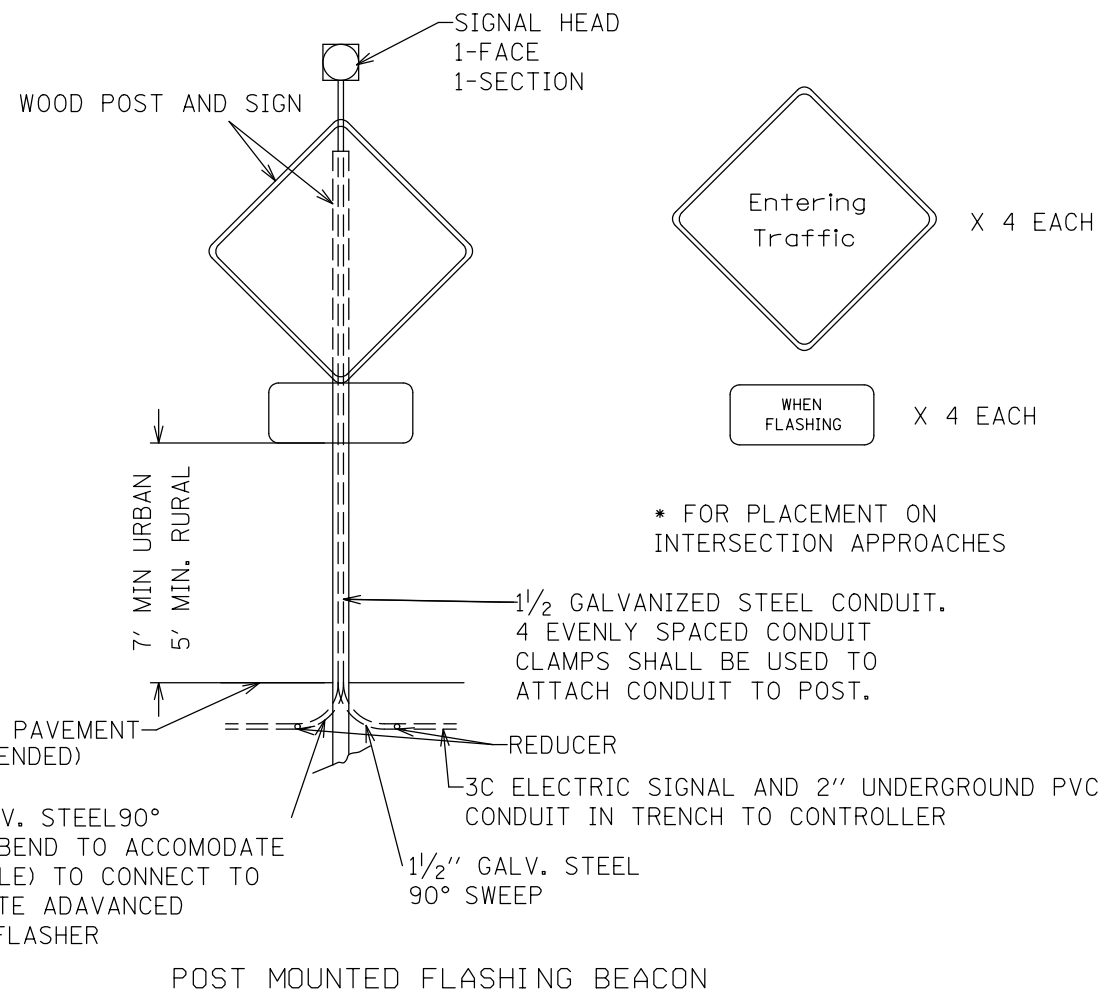 SIGNAL HEAD
1-FACE
1-SECTION
WOOD POST AND SIGN
Entering
Traffic
X 4 EACH
WHEN
FLASHING
X 4 EACH
7' MIN URBAN
5' MIN. RURAL
* FOR PLACEMENT ON
INTERSECTION APPROACHES
1 1/2 GALVANIZED STEEL CONDUIT.
4 EVENLY SPACED CONDUIT
CLAMPS SHALL BE USED TO
ATTACH CONDUIT TO POST.
PAVEMENT
ENDED)
REDUCER
3C ELECTRIC SIGNAL AND 2'' UNDERGROUND PVC
CONDUIT IN TRENCH TO CONTROLLER
V. STEEL90°
BEND TO ACCOMODATE
LE) TO CONNECT TO
TE ADAVANCED
FLASHER
1 1/2'' GALV. STEEL
90° SWEEP
POST MOUNTED FLASHING BEACON